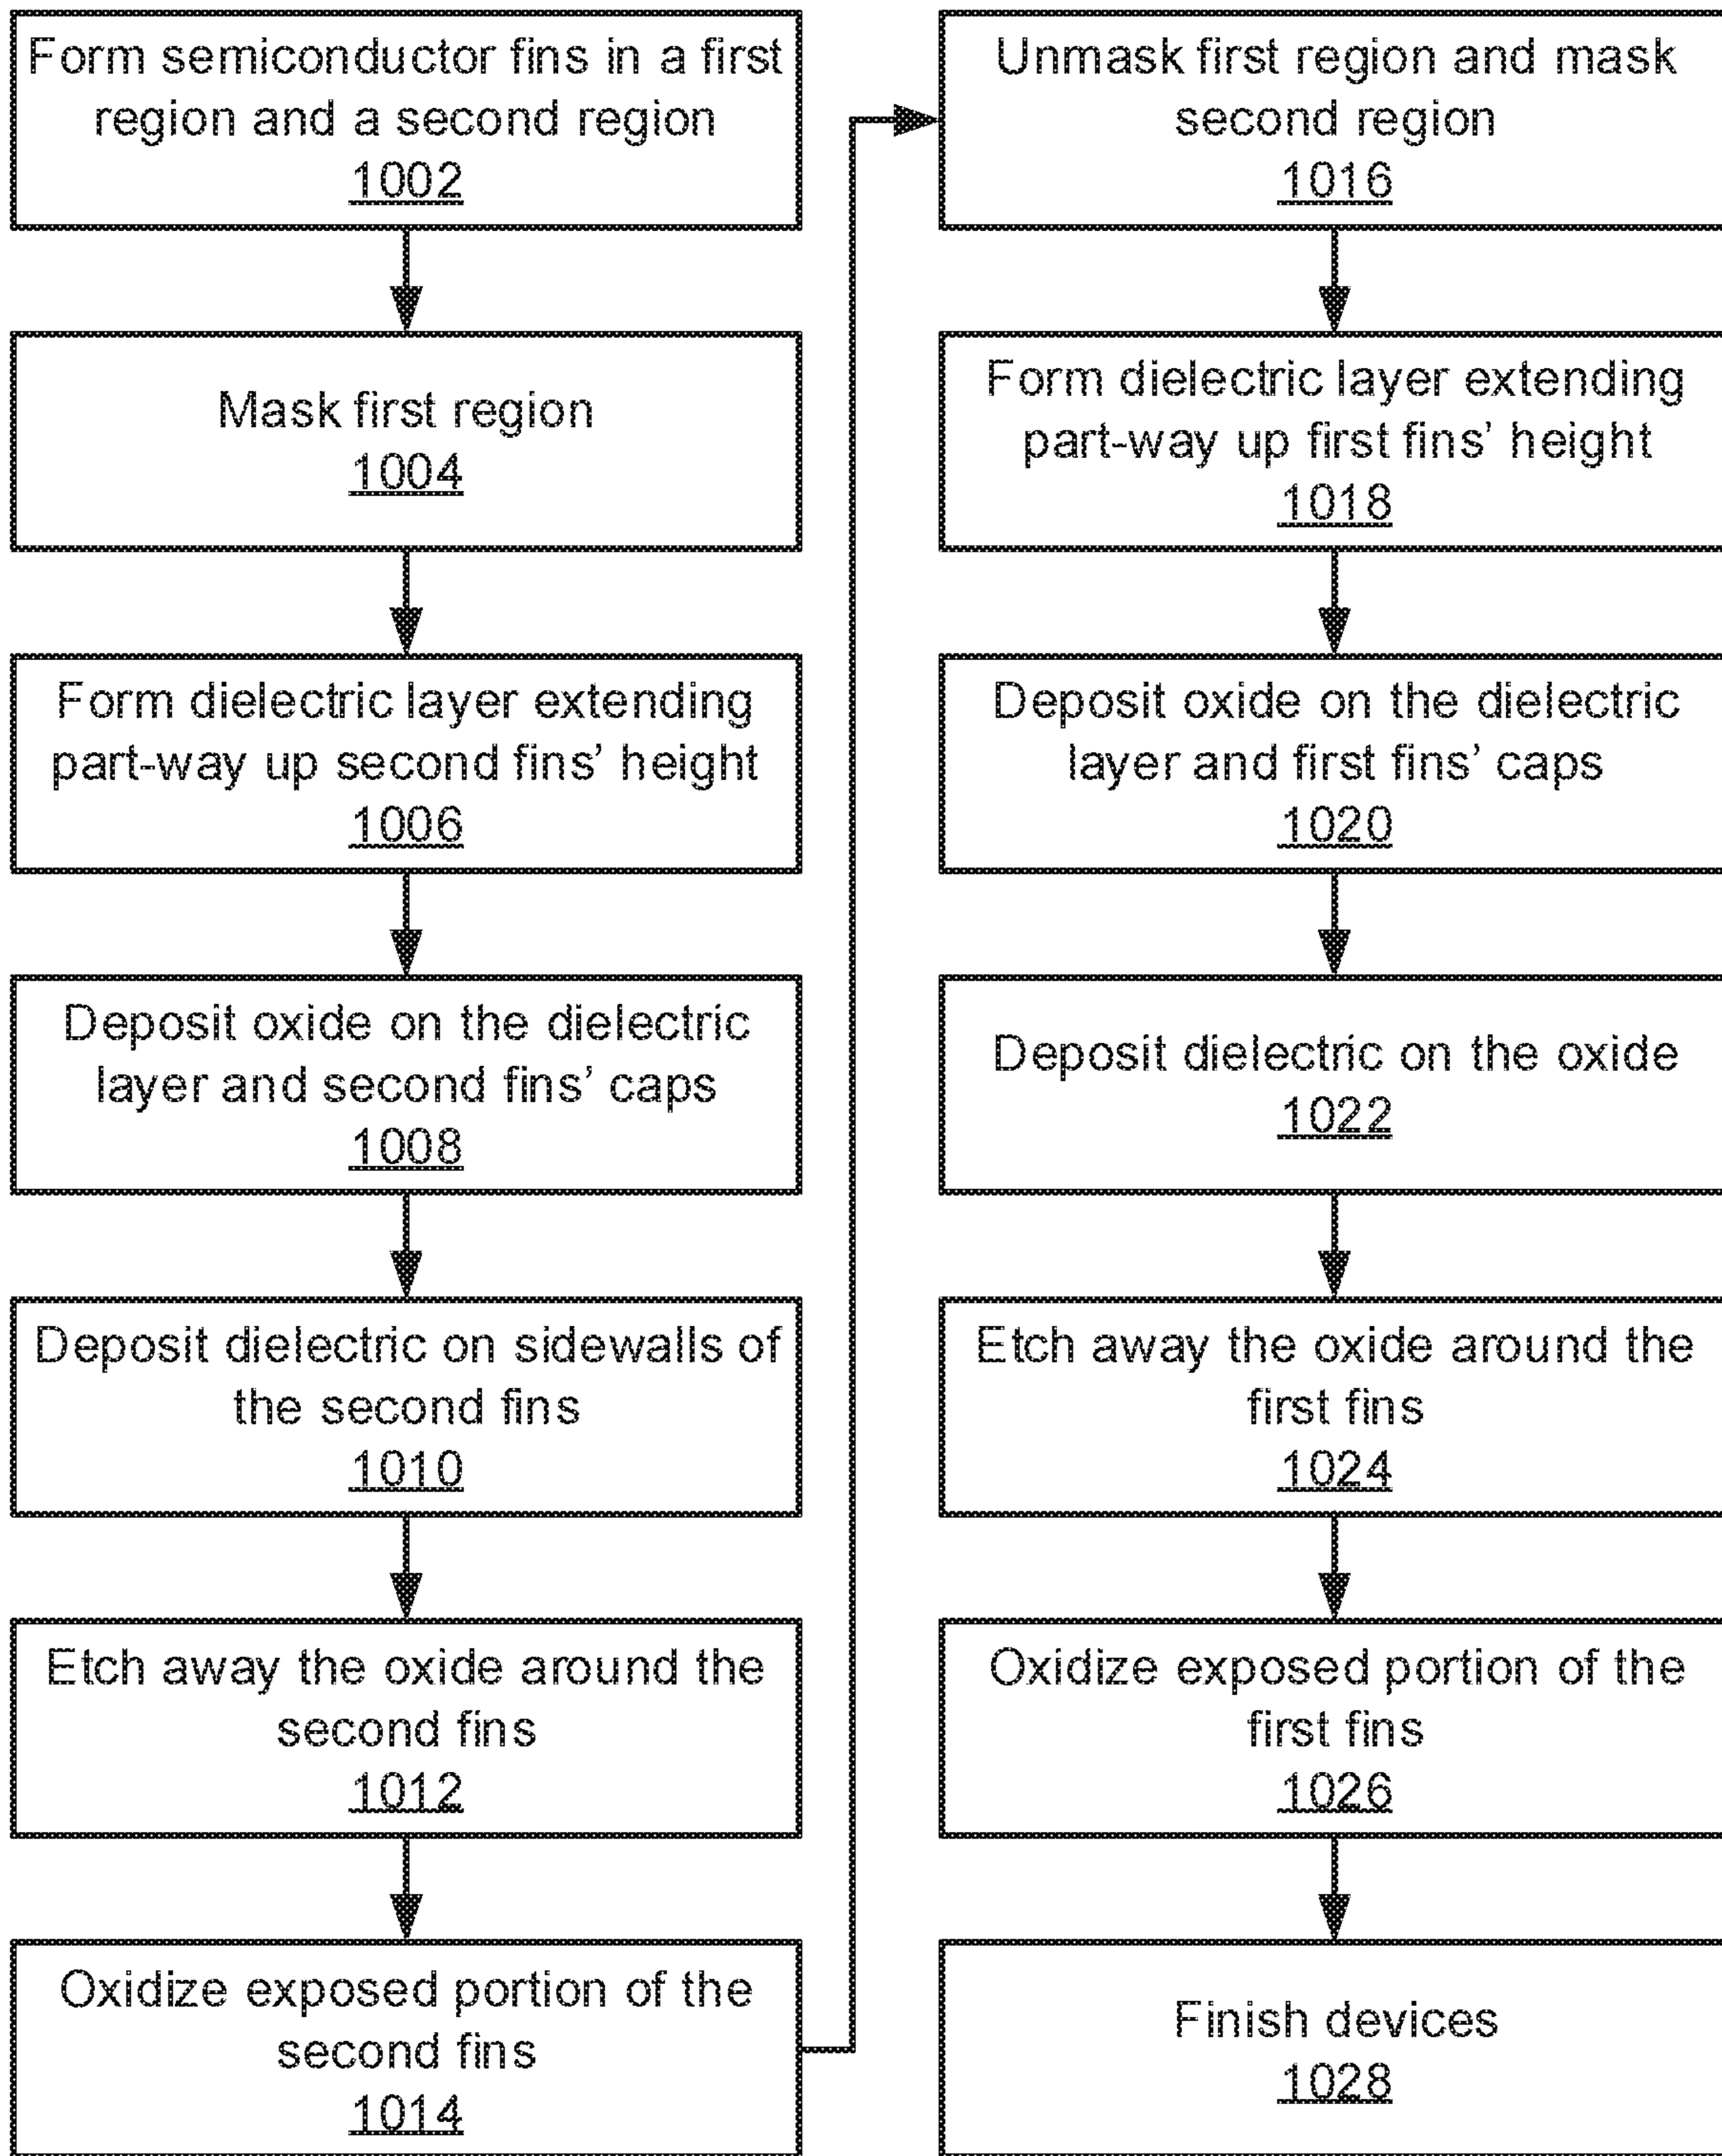 Form semiconductor fins in a first
region and a second region
1002
Mask first region
1004
Form dielectric layer extending
part-way up second fins' height
1006
Deposit oxide on the dielectric
layer and second fins' caps
1008
Deposit dielectric on sidewalls of
the second fins
1010
Etch away the oxide around the
second fins
1012
Oxidize exposed portion of the
second fins
1014
Unmask first region and mask
second region
1016
Form dielectric layer extending
part-way up first fins' height
1018
Deposit oxide on the dielectric
layer and first fins' caps
1020
Deposit dielectric on the oxide
1022
Etch away the oxide around the
first fins
1024
Oxidize exposed portion of the
first fins
1026
Finish devices
1028